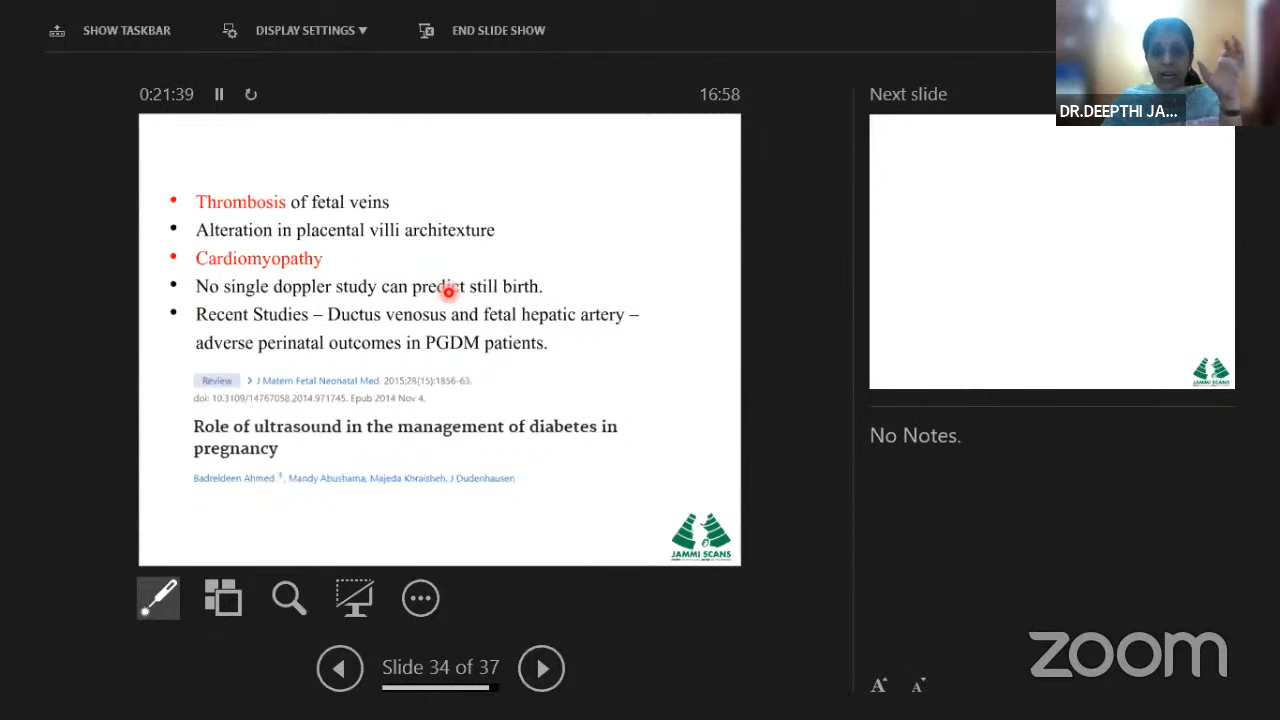 SHOW TASKBAR
DISPLAY SETTINGS ▼
END SLIDE SHOW
DR.DEEPTHI JA...
0:21:39
16:58
Next slide
• Thrombosis of fetal veins
• Alteration in placental villi architexture
• Cardiomyopathy
• No single doppler study can predict still birth.
• Recent Studies – Ductus venosus and fetal hepatic artery –
adverse perinatal outcomes in PGDM patients.
Review > J Matern Fetal Neonatal Med. 2015;28(15):1856-63.
doi: 10.3109/14767058.2014.971745. Epub 2014 Nov 4.
Role of ultrasound in the management of diabetes in
pregnancy
Badreldeen Ahmed 1, Mandy Abushama, Majeda Khraisheh, J Dudenhausen
JAMMI SCANS
JAMMI SCANS
No Notes.
Slide 34 of 37
A A
zoom